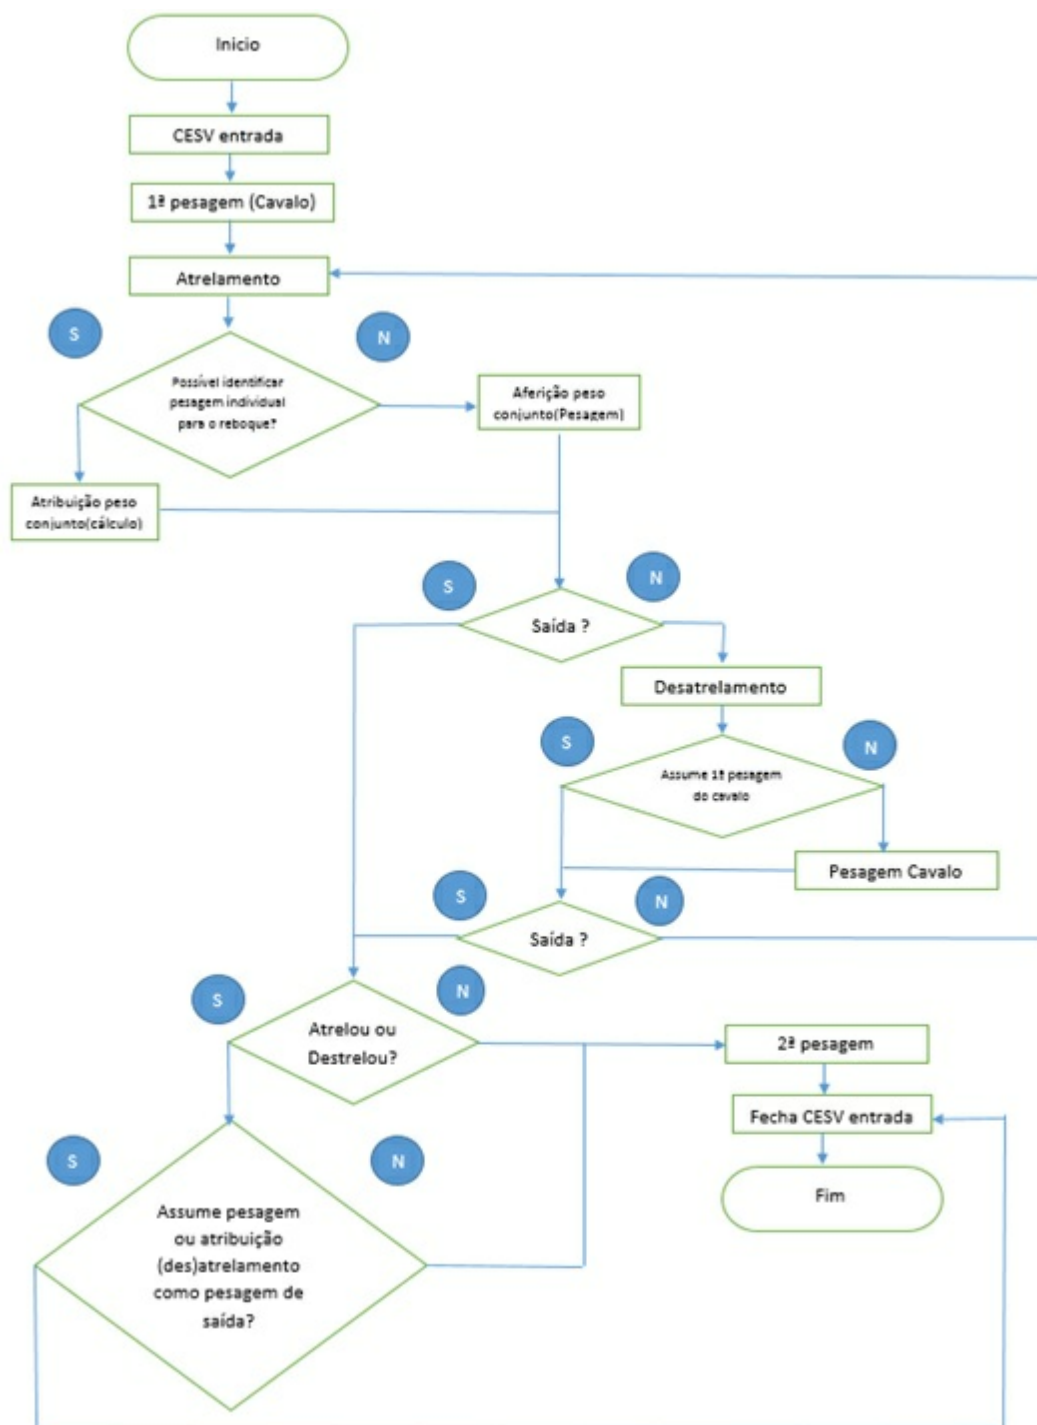 Inicio
CESV entrada
1ª pesagem (Cavalo)
Atrelamento
S
N
Possível identificar
pesagem individual
para o reboque?
Aferição peso
conjunto(Pesagem)
Atribuição peso
conjunto(cálculo)
S
N
Saída ?
Desatrelamento
S
N
Assume 1ª pesagem
do cavalo
Pesagem Cavalo
S
N
Saída ?
S
N
Atrelou ou
Destrelou?
2ª pesagem
Fecha CESV entrada
S
N
Fim
Assume pesagem
ou atribuição
(des)atrelamento
como pesagem de
saída?